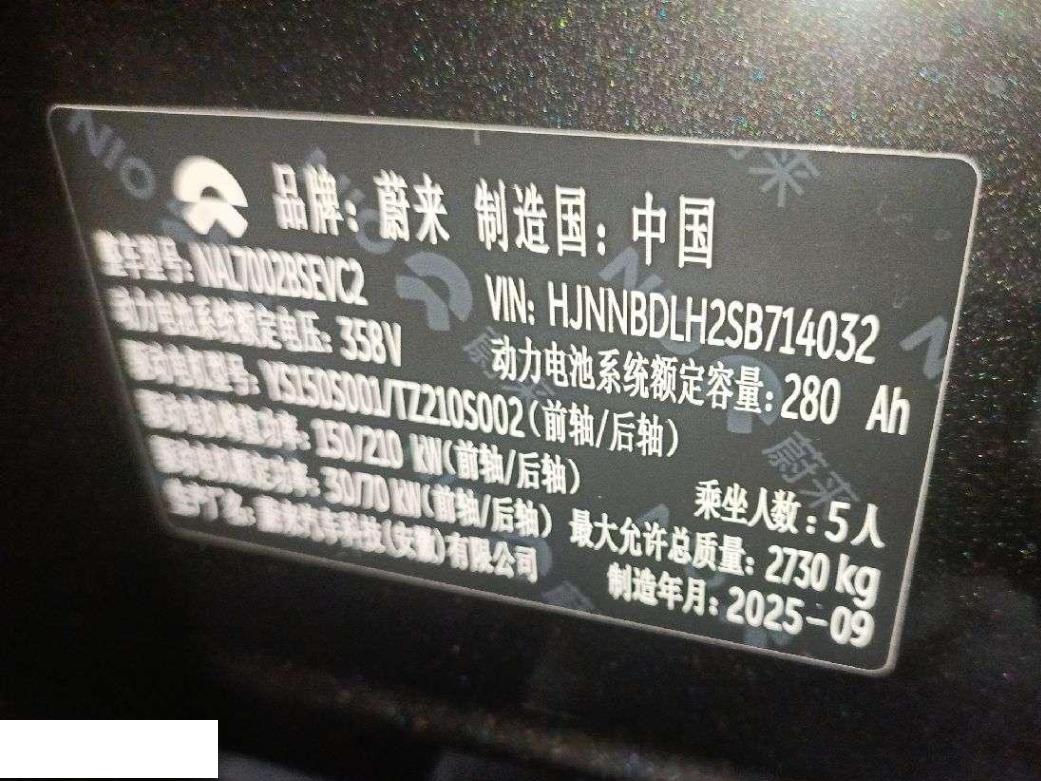 品牌：蔚来 制造国：中国
整车型号：NAL7002BSEVC2 VIN: HJNNBDLH2SB714032
动力电池系统额定电压：358V 动力电池系统额定容量：280 Ah
驱动电机型号：YS150S001/TZ210S002（前轴/后轴）
驱动电机峰值功率：150/210 kW（前轴/后轴） 乘坐人数：5人
驱动电机额定功率：30/70 kW（前轴/后轴） 最大允许总质量：2730 kg
生产厂名：蔚来汽车科技（安徽）有限公司 制造年月：2025-09